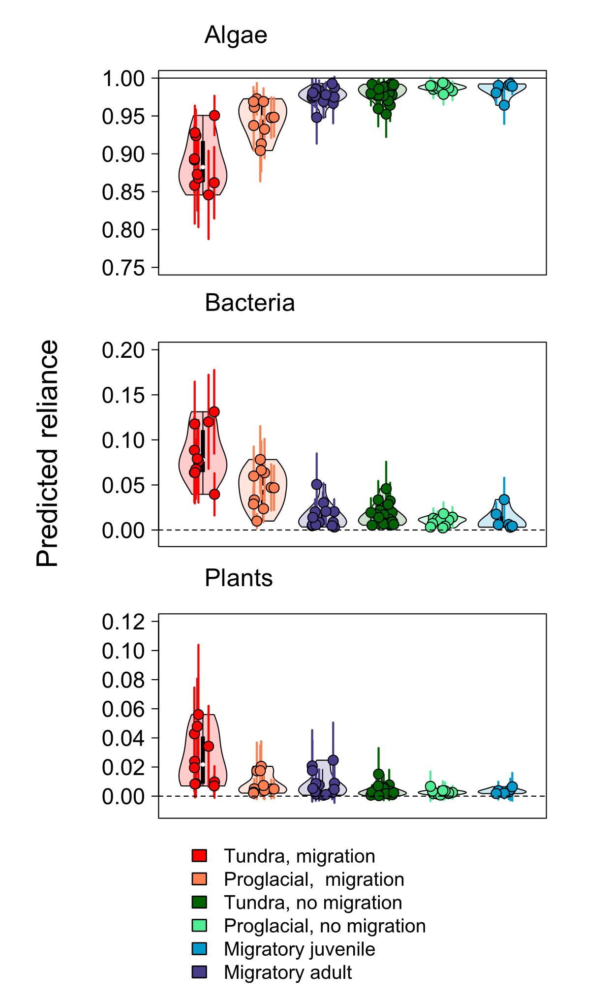 Algae
1.00
0.95
0.90
0.85
0.80
0.75
Bacteria
Predicted reliance
0.20
0.15
0.10
0.05
0.00
Plants
0.12
0.10
0.08
0.06
0.04
0.02
0.00
Tundra, migration
Proglacial,  migration
Tundra, no migration
Proglacial, no migration
Migratory juvenile
Migratory adult